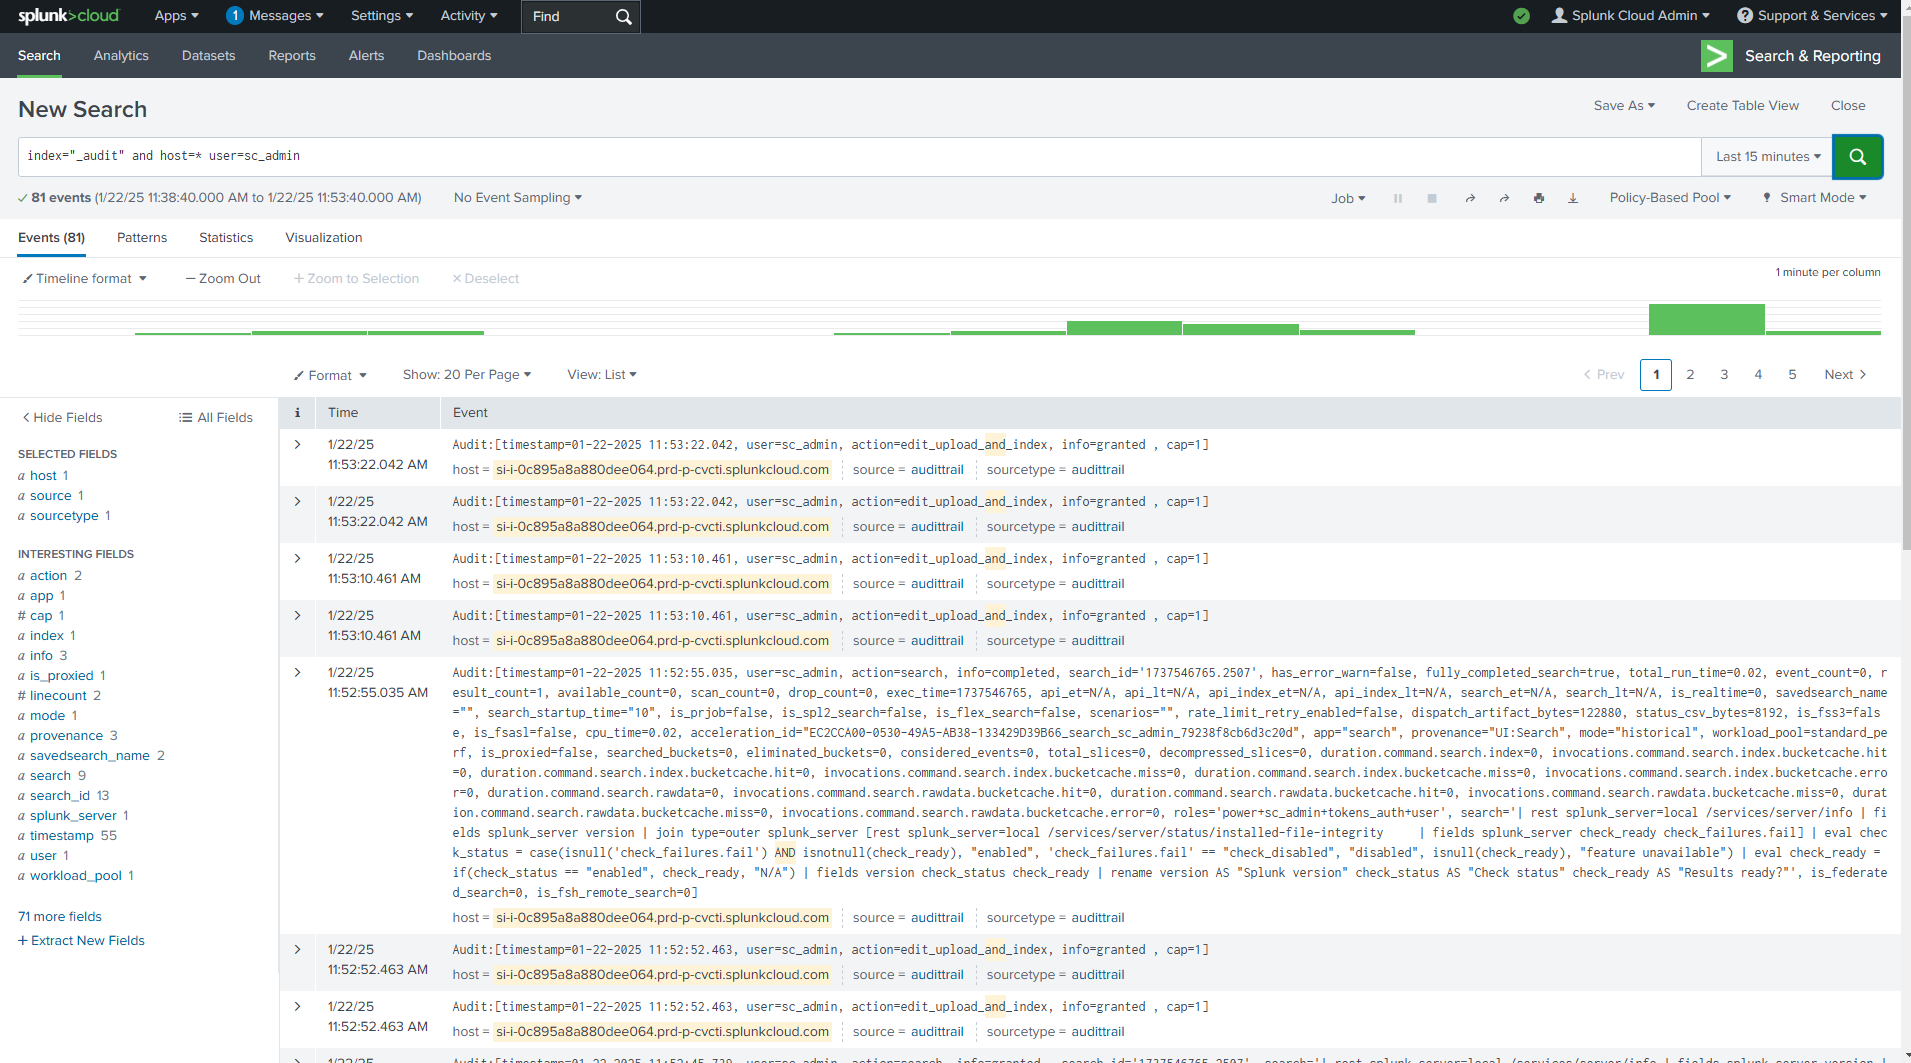 splunk>cloud Apps 1 Messages Settings Activity Find Splunk Cloud Admin Support & Services
Search Analytics Datasets Reports Alerts Dashboards Search & Reporting
New Search Save As Create Table View Close
index="_audit" and host=* user=sc_admin Last 15 minutes
81 events (1/22/25 11:38:40.000 AM to 1/22/25 11:53:40.000 AM) No Event Sampling Job Policy-Based Pool Smart Mode
Events (81) Patterns Statistics Visualization
Timeline format — Zoom Out + Zoom to Selection × Deselect 1 minute per column
Format Show: 20 Per Page View: List < Prev 1 2 3 4 5 Next >
< Hide Fields All Fields
SELECTED FIELDS
a host 1
a source 1
a sourcetype 1
INTERESTING FIELDS
a action 2
a app 1
# cap 1
a index 1
a info 3
a is_proxied 1
# linecount 2
a mode 1
a provenance 3
a savedsearch_name 2
a search 9
a search_id 13
a splunk_server 1
a timestamp 55
a user 1
a workload_pool 1
71 more fields
+ Extract New Fields
i Time Event
> 1/22/25 Audit:[timestamp=01-22-2025 11:53:22.042, user=sc_admin, action=edit_upload_and_index, info=granted , cap=1]
11:53:22.042 AM host = si-i-0c895a8a880dee064.prd-p-cvcti.splunkcloud.com source = audittrail sourcetype = audittrail
> 1/22/25 Audit:[timestamp=01-22-2025 11:53:22.042, user=sc_admin, action=edit_upload_and_index, info=granted , cap=1]
11:53:22.042 AM host = si-i-0c895a8a880dee064.prd-p-cvcti.splunkcloud.com source = audittrail sourcetype = audittrail
> 1/22/25 Audit:[timestamp=01-22-2025 11:53:10.461, user=sc_admin, action=edit_upload_and_index, info=granted , cap=1]
11:53:10.461 AM host = si-i-0c895a8a880dee064.prd-p-cvcti.splunkcloud.com source = audittrail sourcetype = audittrail
> 1/22/25 Audit:[timestamp=01-22-2025 11:53:10.461, user=sc_admin, action=edit_upload_and_index, info=granted , cap=1]
11:53:10.461 AM host = si-i-0c895a8a880dee064.prd-p-cvcti.splunkcloud.com source = audittrail sourcetype = audittrail
> 1/22/25 Audit:[timestamp=01-22-2025 11:52:55.035, user=sc_admin, action=search, info=completed, search_id='1737546765.2507', has_error_warn=false, fully_completed_search=true, total_run_time=0.02, event_count=0, r
11:52:55.035 AM esult_count=1, available_count=0, scan_count=0, drop_count=0, exec_time=1737546765, api_et=N/A, api_lt=N/A, api_index_et=N/A, api_index_lt=N/A, search_et=N/A, search_lt=N/A, is_realtime=0, savedsearch_name
="", search_startup_time="10", is_prjob=false, is_spl2_search=false, is_flex_search=false, scenarios="", rate_limit_retry_enabled=false, dispatch_artifact_bytes=122880, status_csv_bytes=8192, is_fss3=fals
e, is_fsasl=false, cpu_time=0.02, acceleration_id="EC2CCA00-0530-49A5-AB38-133429D39B66_search_sc_admin_79238f8cb6d3c20d", app="search", provenance="UI:Search", mode="historical", workload_pool=standard_pe
rf, is_proxied=false, searched_buckets=0, eliminated_buckets=0, considered_events=0, total_slices=0, decompressed_slices=0, duration.command.search.index=0, invocations.command.search.index.bucketcache.hit
=0, duration.command.search.index.bucketcache.hit=0, invocations.command.search.index.bucketcache.miss=0, duration.command.search.index.bucketcache.miss=0, invocations.command.search.index.bucketcache.erro
r=0, duration.command.search.rawdata=0, invocations.command.search.rawdata.bucketcache.hit=0, duration.command.search.rawdata.bucketcache.hit=0, invocations.command.search.rawdata.bucketcache.miss=0, durat
ion.command.search.rawdata.bucketcache.miss=0, invocations.command.search.rawdata.bucketcache.error=0, roles='power+sc_admin+tokens_auth+user', search='| rest splunk_server=local /services/server/info | fi
elds splunk_server version | join type=outer splunk_server [rest splunk_server=local /services/server/status/installed-file-integrity | fields splunk_server check_ready check_failures.fail] | eval chec
k_status = case(isnull('check_failures.fail') AND isnotnull(check_ready), "enabled", 'check_failures.fail' == "check_disabled", "disabled", isnull(check_ready), "feature unavailable") | eval check_ready =
if(check_status == "enabled", check_ready, "N/A") | fields version check_status check_ready | rename version AS "Splunk version" check_status AS "Check status" check_ready AS "Results ready?"', is_federate
d_search=0, is_fsh_remote_search=0]
host = si-i-0c895a8a880dee064.prd-p-cvcti.splunkcloud.com source = audittrail sourcetype = audittrail
> 1/22/25 Audit:[timestamp=01-22-2025 11:52:52.463, user=sc_admin, action=edit_upload_and_index, info=granted , cap=1]
11:52:52.463 AM host = si-i-0c895a8a880dee064.prd-p-cvcti.splunkcloud.com source = audittrail sourcetype = audittrail
> 1/22/25 Audit:[timestamp=01-22-2025 11:52:52.463, user=sc_admin, action=edit_upload_and_index, info=granted , cap=1]
11:52:52.463 AM host = si-i-0c895a8a880dee064.prd-p-cvcti.splunkcloud.com source = audittrail sourcetype = audittrail